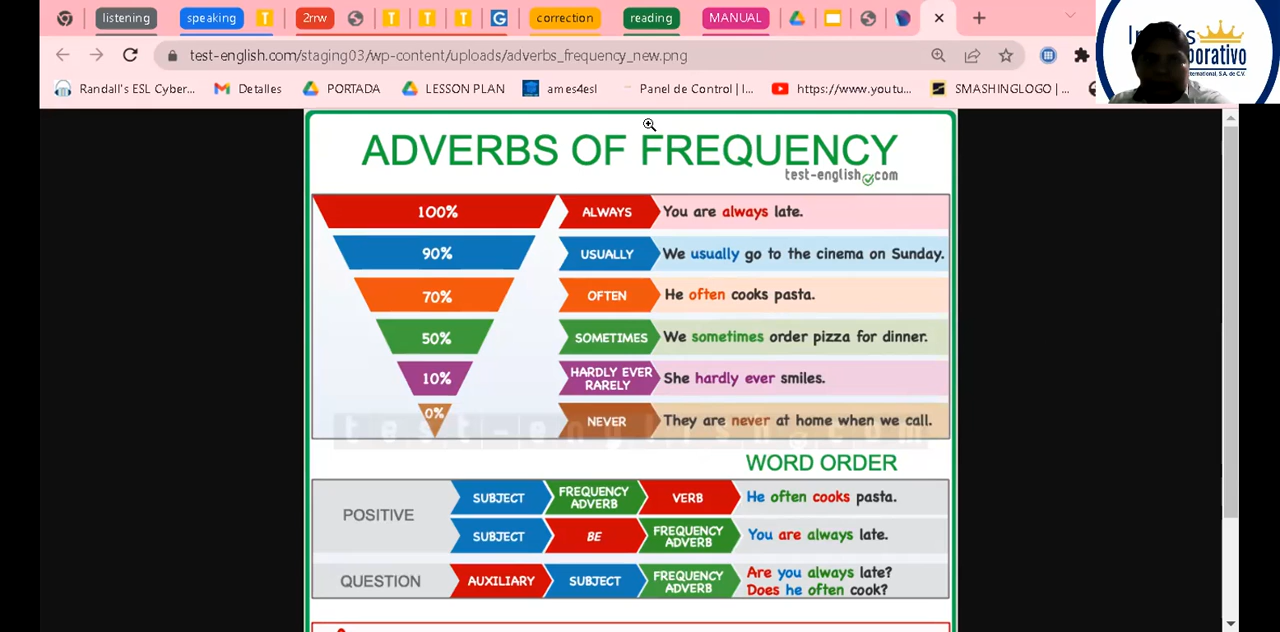 listening speaking T 2rrw T T T G correction reading MANUAL
test-english.com/staging03/wp-content/uploads/adverbs_frequency_new.png
Randall's ESL Cyber... Detalles PORTADA LESSON PLAN ames4esl Panel de Control | I... https://www.youtu... SMASHINGLOGO | ...
ADVERBS OF FREQUENCY
test-english.com
100% ALWAYS You are always late.
90% USUALLY We usually go to the cinema on Sunday.
70% OFTEN He often cooks pasta.
50% SOMETIMES We sometimes order pizza for dinner.
10% HARDLY EVER RARELY She hardly ever smiles.
0% NEVER They are never at home when we call.
test-english.com
WORD ORDER
POSITIVE
SUBJECT FREQUENCY ADVERB VERB He often cooks pasta.
SUBJECT BE FREQUENCY ADVERB You are always late.
QUESTION AUXILIARY SUBJECT FREQUENCY ADVERB Are you always late?
Does he often cook?